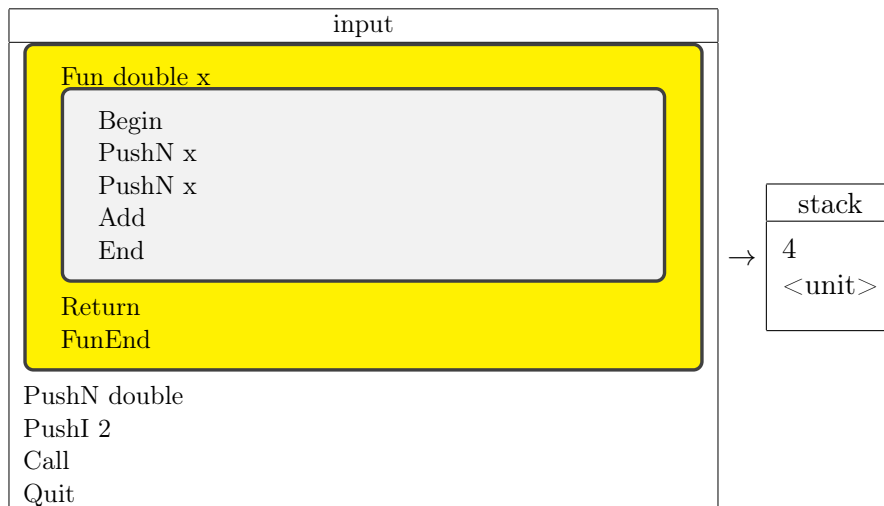 input
Fun double x
Begin
PushN x
PushN x
Add
End
Return
FunEnd
PushN double
PushI 2
Call
Quit
→
stack
4
<unit>